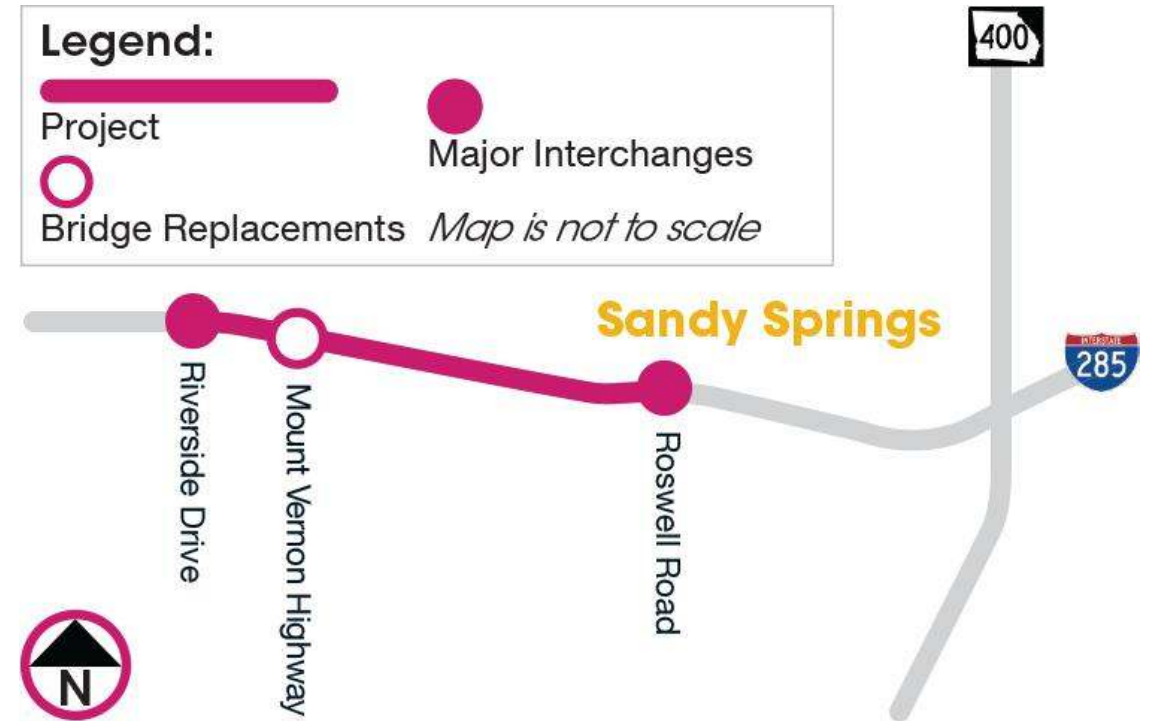 Legend:
Project
Major Interchanges
Bridge Replacements
Map is not to scale
400
Sandy Springs
INTERSTATE
285
Riverside Drive
Mount Vernon Highway
Roswell Road
N